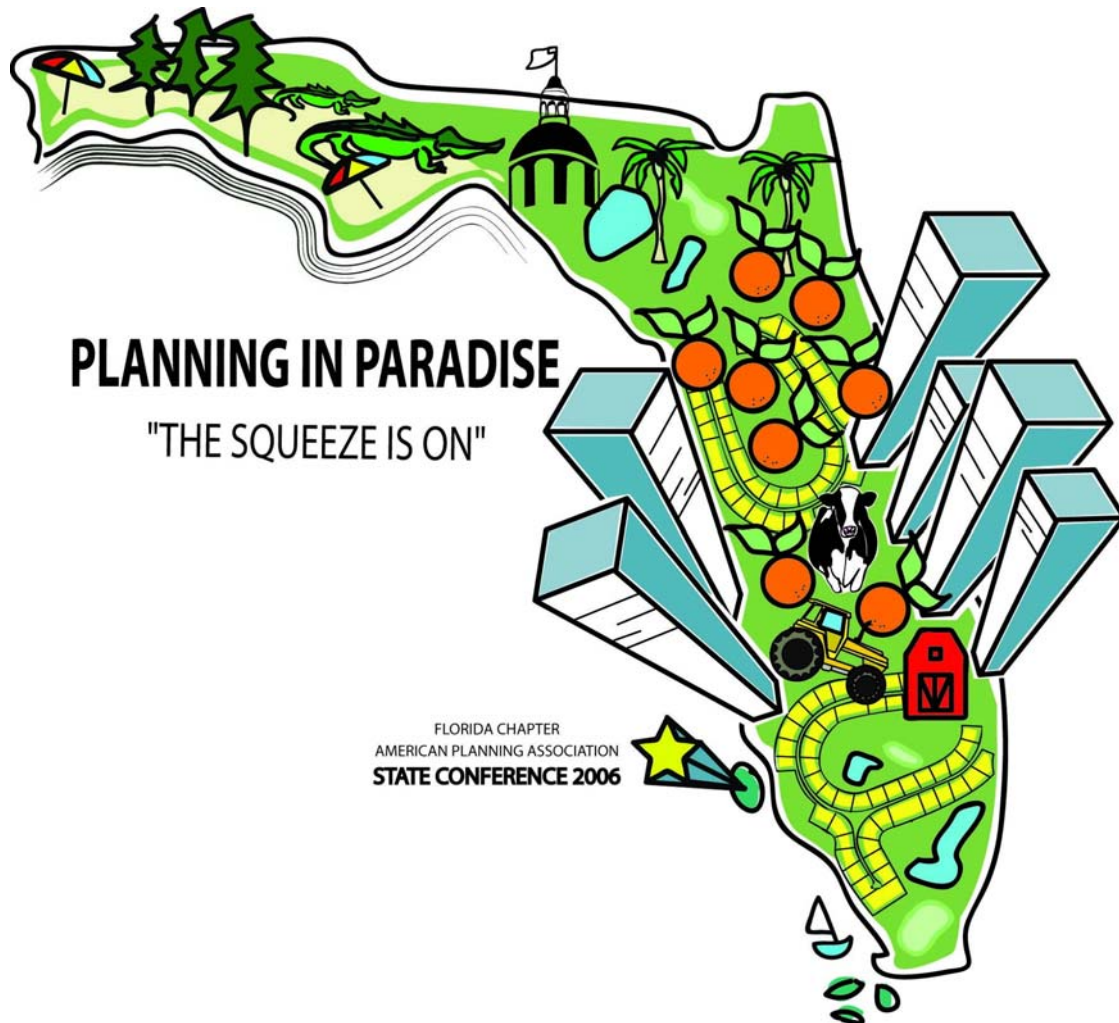 PLANNING IN PARADISE
"THE SQUEEZE IS ON"
FLORIDA CHAPTER
AMERICAN PLANNING ASSOCIATION
STATE CONFERENCE 2006